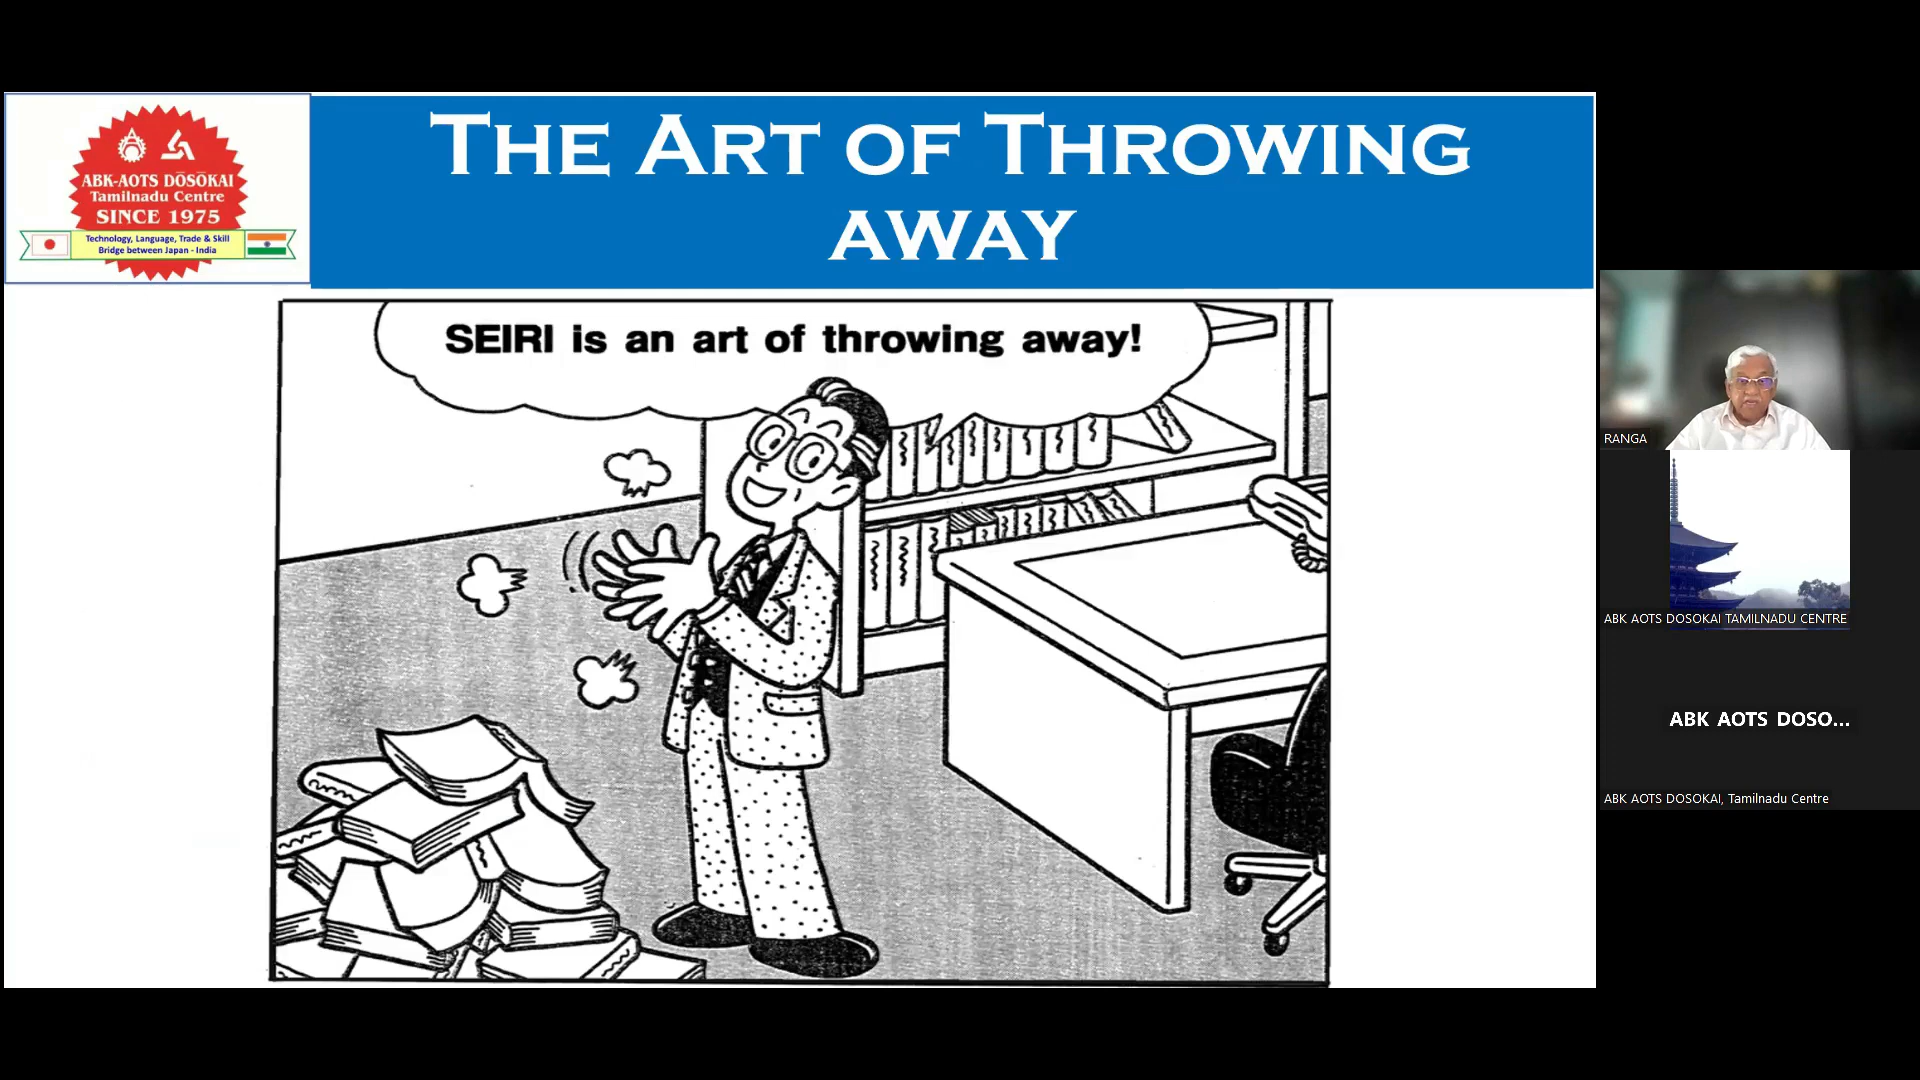 THE ART OF THROWING
AWAY
ABK-AOTS DŌSŌKAI
Tamilnadu Centre
SINCE 1975
Technology, Language, Trade & Skill
Bridge between Japan - India
SEIRI is an art of throwing away!
RANGA
ABK AOTS DOSOKAI TAMILNADU CENTRE
ABK AOTS DOSO...
ABK AOTS DOSOKAI, Tamilnadu Centre